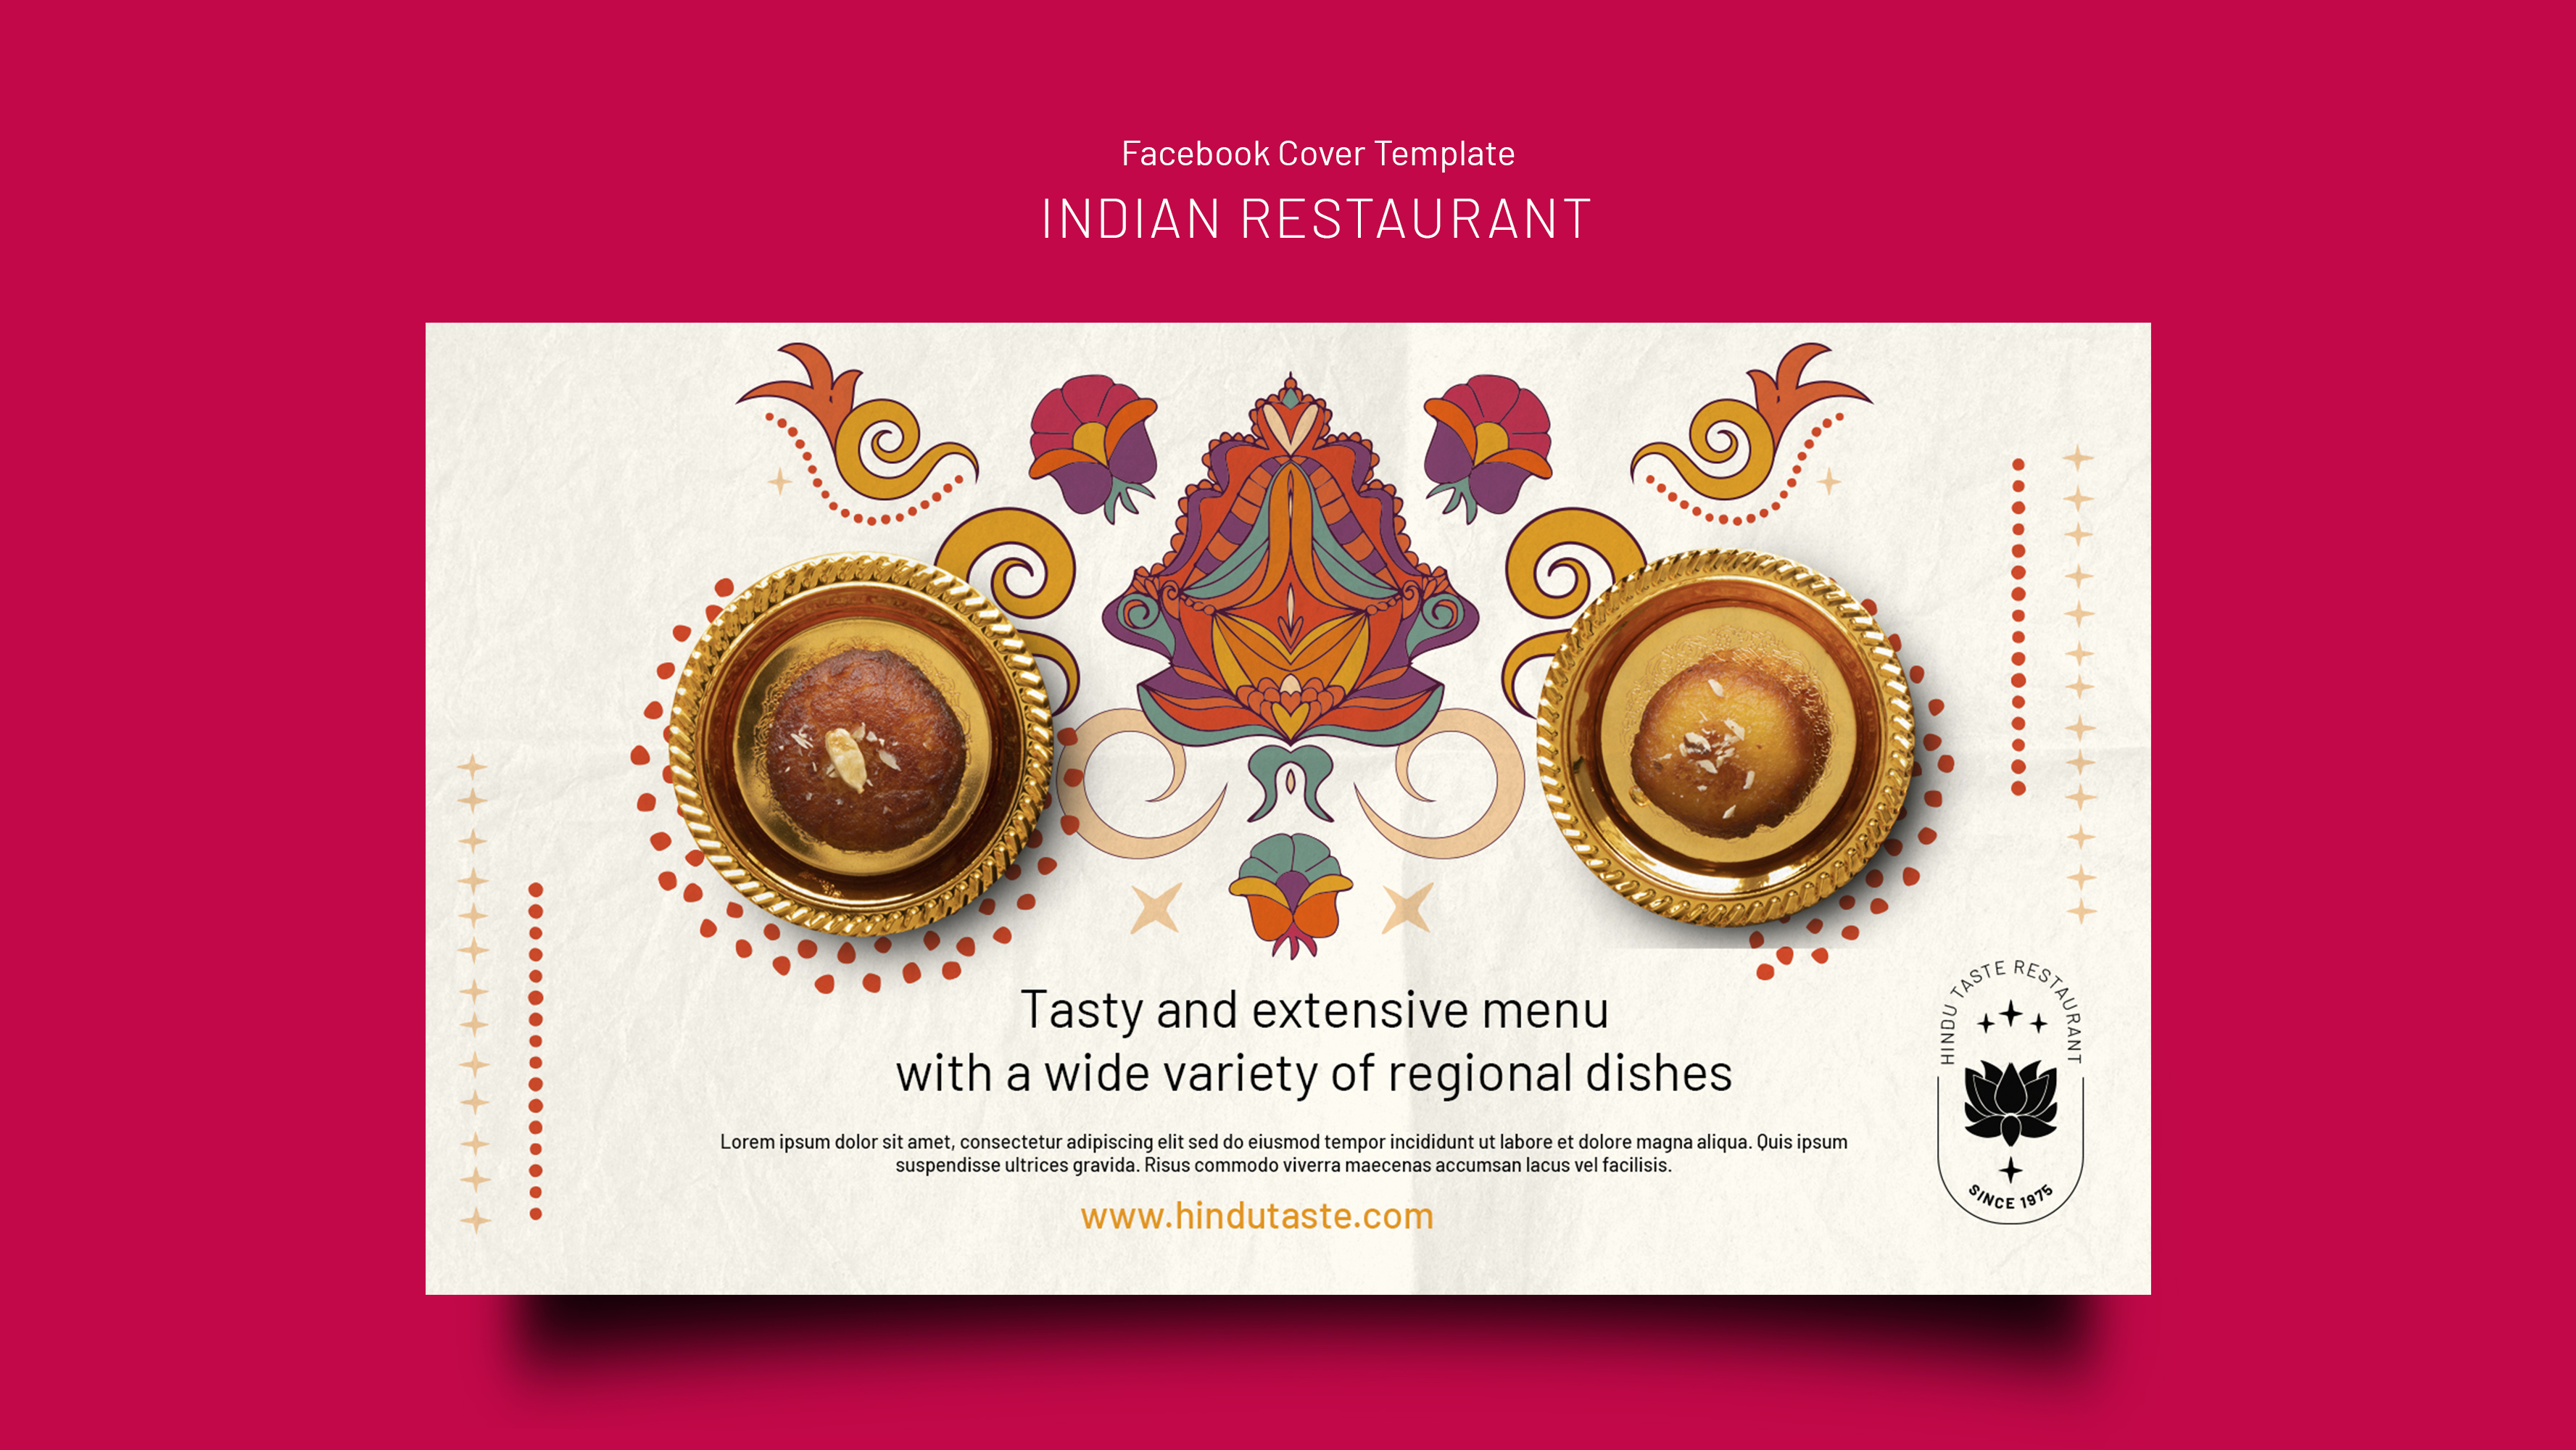 Facebook Cover Template
INDIAN RESTAURANT
Tasty and extensive menu
with a wide variety of regional dishes
Lorem ipsum dolor sit amet, consectetur adipiscing elit sed do eiusmod tempor incididunt ut labore et dolore magna aliqua. Quis ipsum
suspendisse ultrices gravida. Risus commodo viverra maecenas accumsan lacus vel facilisis.
www.hindutaste.com
HINDU TASTE RESTAURANT
SINCE 1975